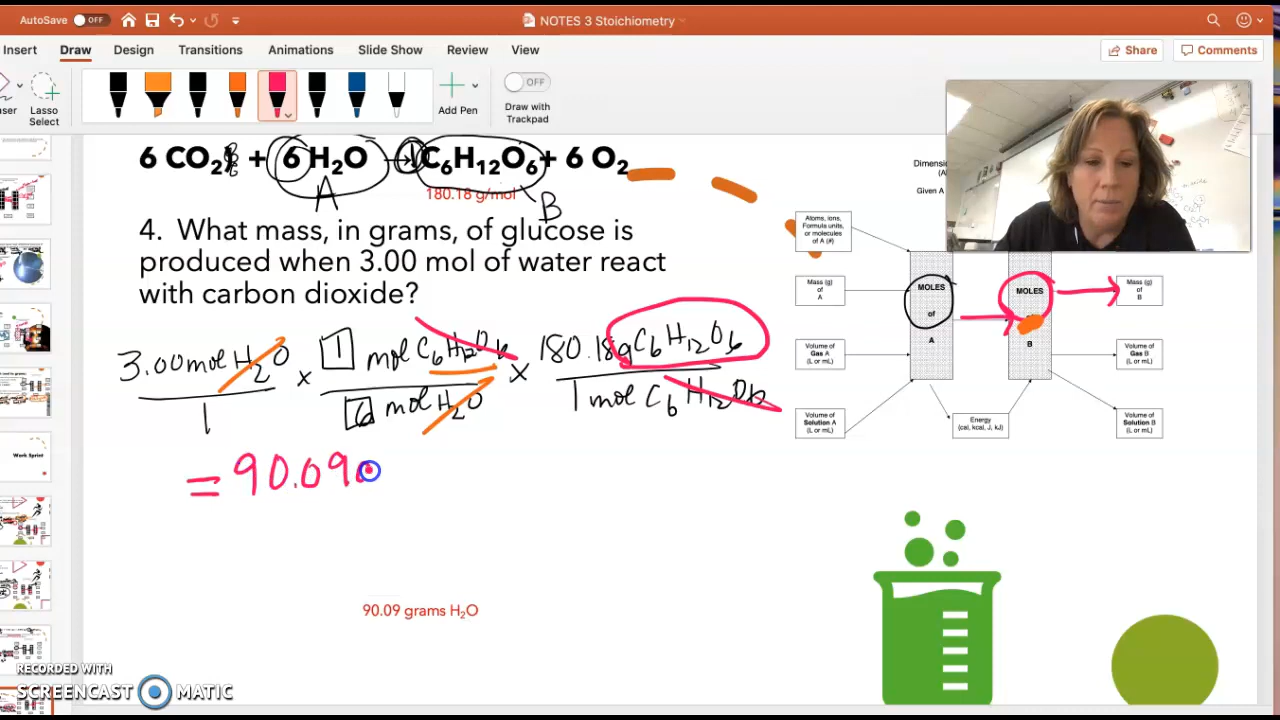 AutoSave OFF NOTES 3 Stoichiometry
Insert Draw Design Transitions Animations Slide Show Review View Share Comments
Lasso Select
Add Pen
OFF
Draw with Trackpad
6 CO2 + 6 H2O → 1 C6H12O6 + 6 O2
A
180.18 g/mol
B
4. What mass, in grams, of glucose is
produced when 3.00 mol of water react
with carbon dioxide?
3.00 mol H2O x 1 mol C6H12O6 x 180.18g C6H12O6
1 6 mol H2O 1 mol C6H12O6
= 90.090
90.09 grams H2O
Given A
Atoms, ions,
Formula units,
or molecules
of A (#)
Mass (g)
of
A
Volume of
Gas A
(L or mL)
Volume of
Solution A
(L or mL)
MOLES
of
A
MOLES
B
Energy
(cal, kcal, J, kJ)
Mass (g)
of
B
Volume of
Gas B
(L or mL)
Volume of
Solution B
(L or mL)
Work Sprint
RECORDED WITH
SCREENCAST MATIC